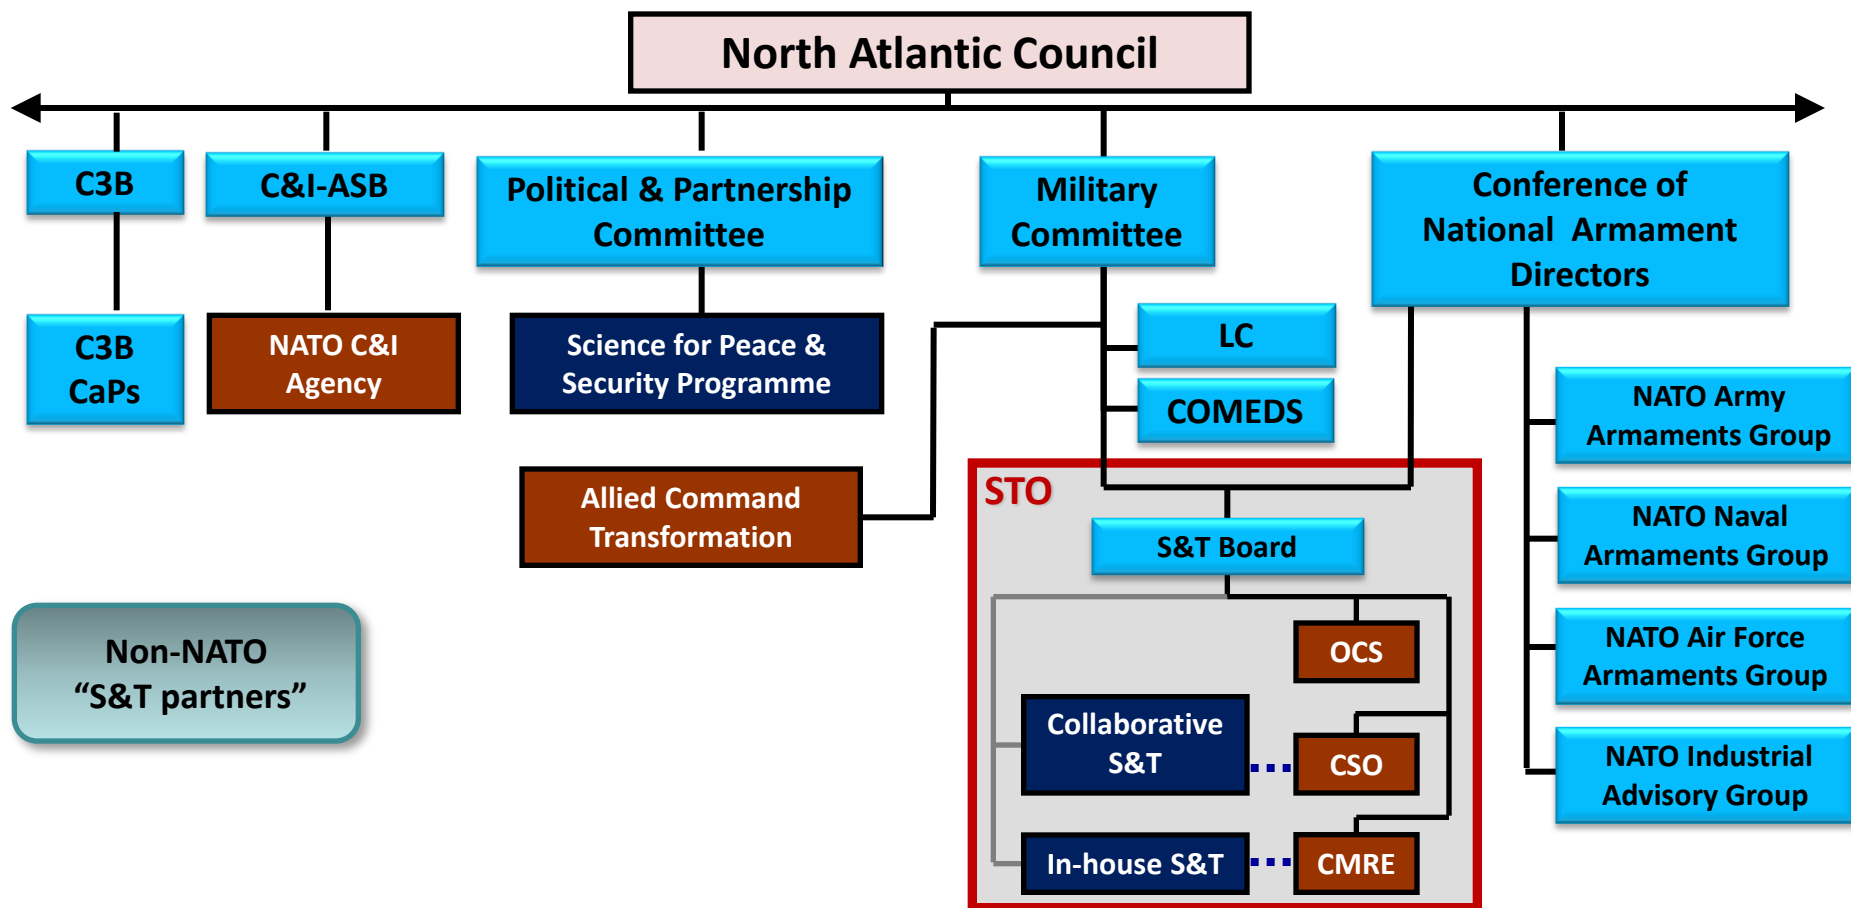 North Atlantic Council
C3B
C&I-ASB
Political & Partnership
Committee
Military
Committee
Conference of
National Armament
Directors
C3B
CaPs
NATO C&I
Agency
Science for Peace &
Security Programme
LC
COMEDS
Allied Command
Transformation
NATO Army
Armaments Group
NATO Naval
Armaments Group
NATO Air Force
Armaments Group
NATO Industrial
Advisory Group
STO
S&T Board
OCS
Collaborative
S&T
CSO
In-house S&T
CMRE
Non-NATO
“S&T partners”